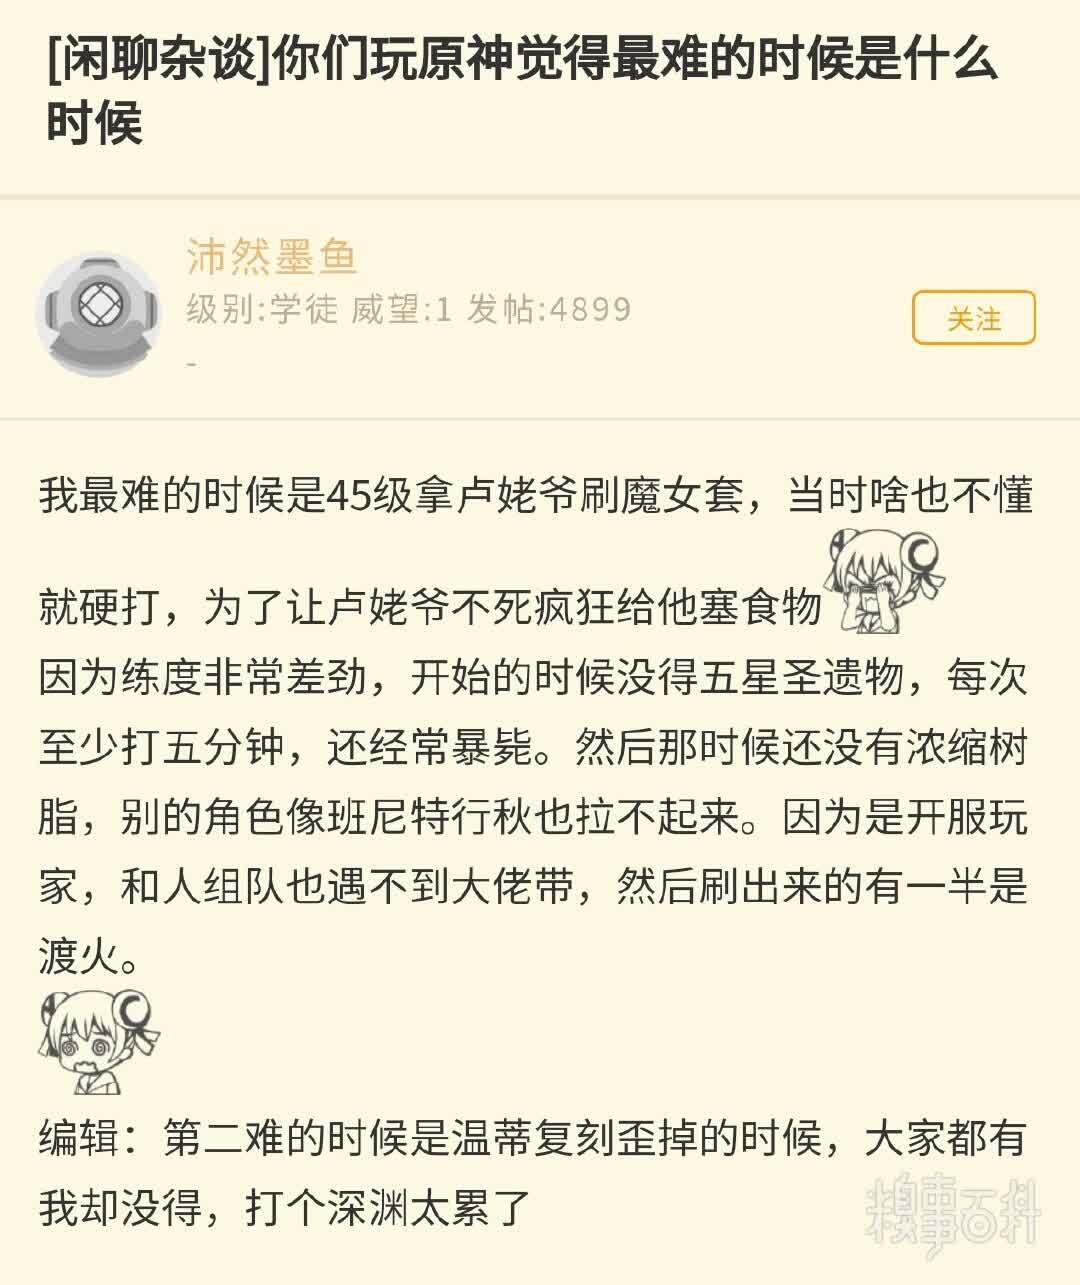 [闲聊杂谈]你们玩原神觉得最难的时候是什么
时候
沛然墨鱼
级别:学徒 威望:1 发帖:4899
-
关注
我最难的时候是45级拿卢姥爷刷魔女套，当时啥也不懂
就硬打，为了让卢姥爷不死疯狂给他塞食物
因为练度非常差劲，开始的时候没得五星圣遗物，每次
至少打五分钟，还经常暴毙。然后那时候还没有浓缩树
脂，别的角色像班尼特行秋也拉不起来。因为是开服玩
家，和人组队也遇不到大佬带，然后刷出来的有一半是
渡火。
编辑：第二难的时候是温蒂复刻歪掉的时候，大家都有
我却没得，打个深渊太累了
糗事百科